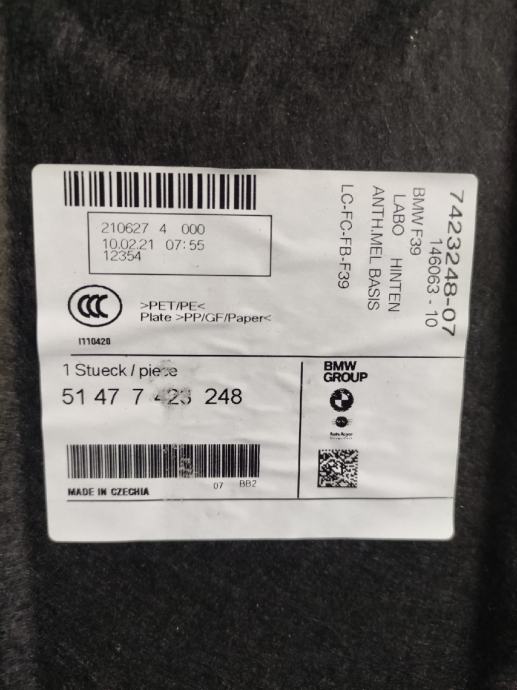 210627 4 000
10.02.21 07:55
12354
CCC
>PET/PE<
Plate >PP/GF/Paper<
I110420
7423248-07
146063 - 10
BMW F39
LABO HINTEN
ANTH.MEL BASIS
LC-FC-FB-F39
1 Stueck / piece
51 47 7 423 248
07 BB2
MADE IN CZECHIA
BMW
GROUP